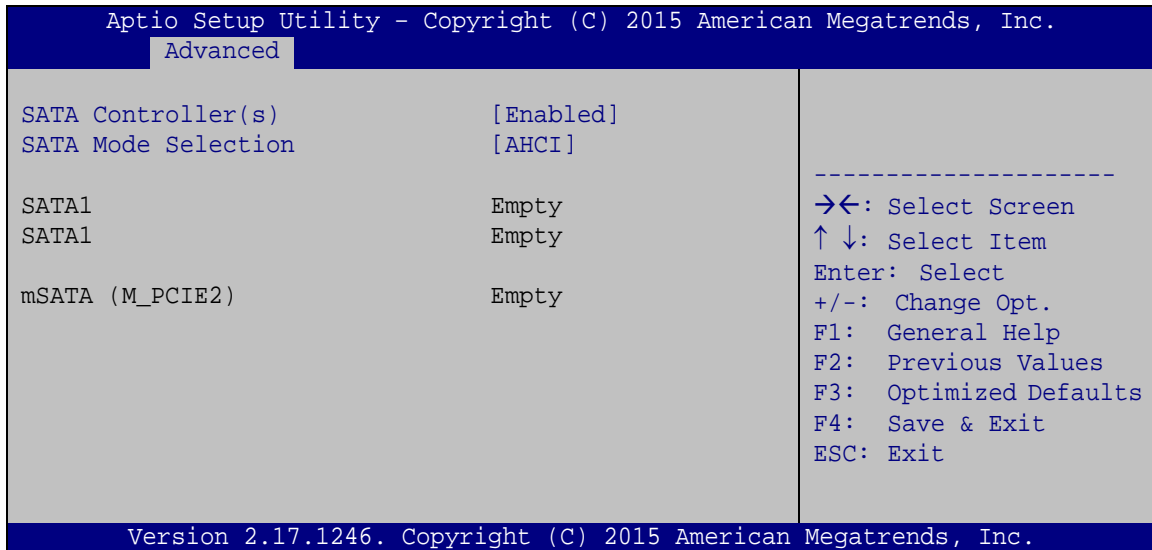 Aptio Setup Utility – Copyright (C) 2015 American Megatrends, Inc.
Advanced
SATA Controller(s) [Enabled]
SATA Mode Selection [AHCI]
SATA1 Empty
SATA1 Empty
mSATA (M_PCIE2) Empty
---------------------
→←: Select Screen
↑ ↓: Select Item
Enter: Select
+/-: Change Opt.
F1: General Help
F2: Previous Values
F3: Optimized Defaults
F4: Save & Exit
ESC: Exit
Version 2.17.1246. Copyright (C) 2015 American Megatrends, Inc.